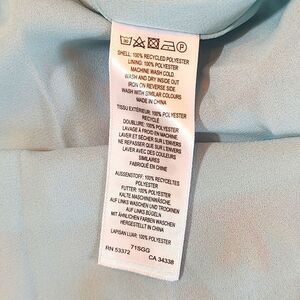 SHELL: 100% RECYCLED POLYESTER
LINING: 100% POLYESTER
MACHINE WASH COLD
WASH AND DRY INSIDE OUT
IRON ON REVERSE SIDE
WASH WITH SIMILAR COLOURS
MADE IN CHINA
TISSU EXTÉRIEUR: 100% POLYESTER
RECYCLÉ
DOUBLURE: 100% POLYESTER
LAVAGE À FROID EN MACHINE
LAVER ET SÉCHER SUR L'ENVERS
NE REPASSER QUE SUR L'ENVERS
LAVER AVEC DES COULEURS
SIMILAIRES
FABRIQUÉ EN CHINE
AUSSENSTOFF: 100% RECYCELTES
POLYESTER
FUTTER: 100% POLYESTER
KALTE MASCHINENWÄSCHE
AUF LINKS WASCHEN UND TROCKNEN
AUF LINKS BÜGELN
MIT ÄHNLICHEN FARBEN WASCHEN
HERGESTELLT IN CHINA
LAPISAN LUAR: 100% POLYESTER
71SGG
RN 53372 CA 34338